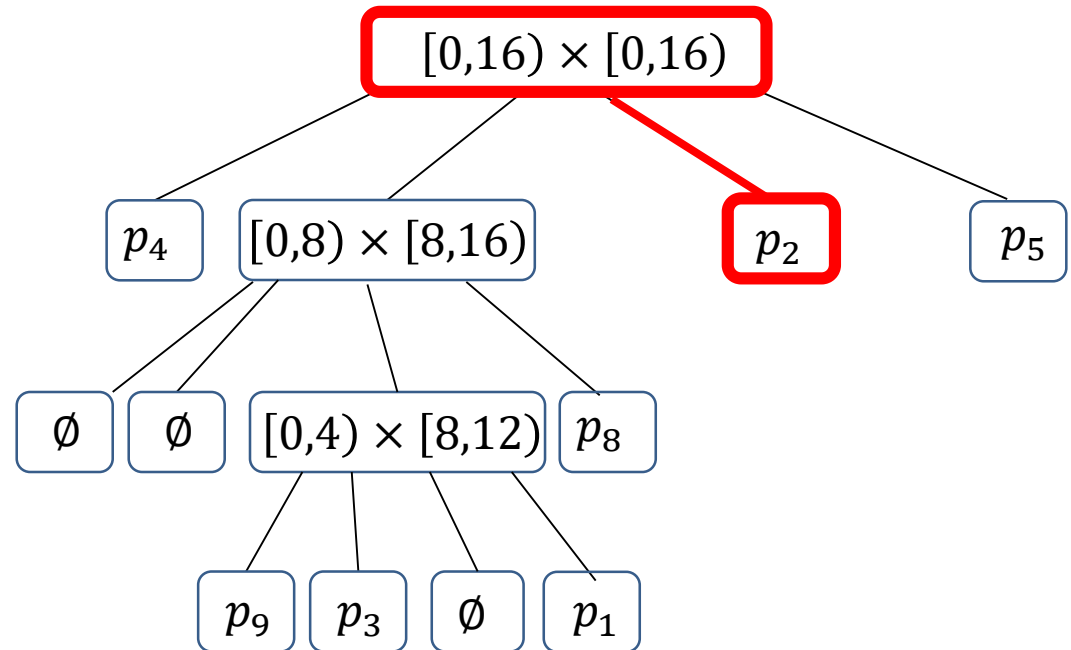 [0,16) × [0,16)
p₄ [0,8) × [8,16) p₂ p₅
∅ ∅ [0,4) × [8,12) p₈
p₉ p₃ ∅ p₁